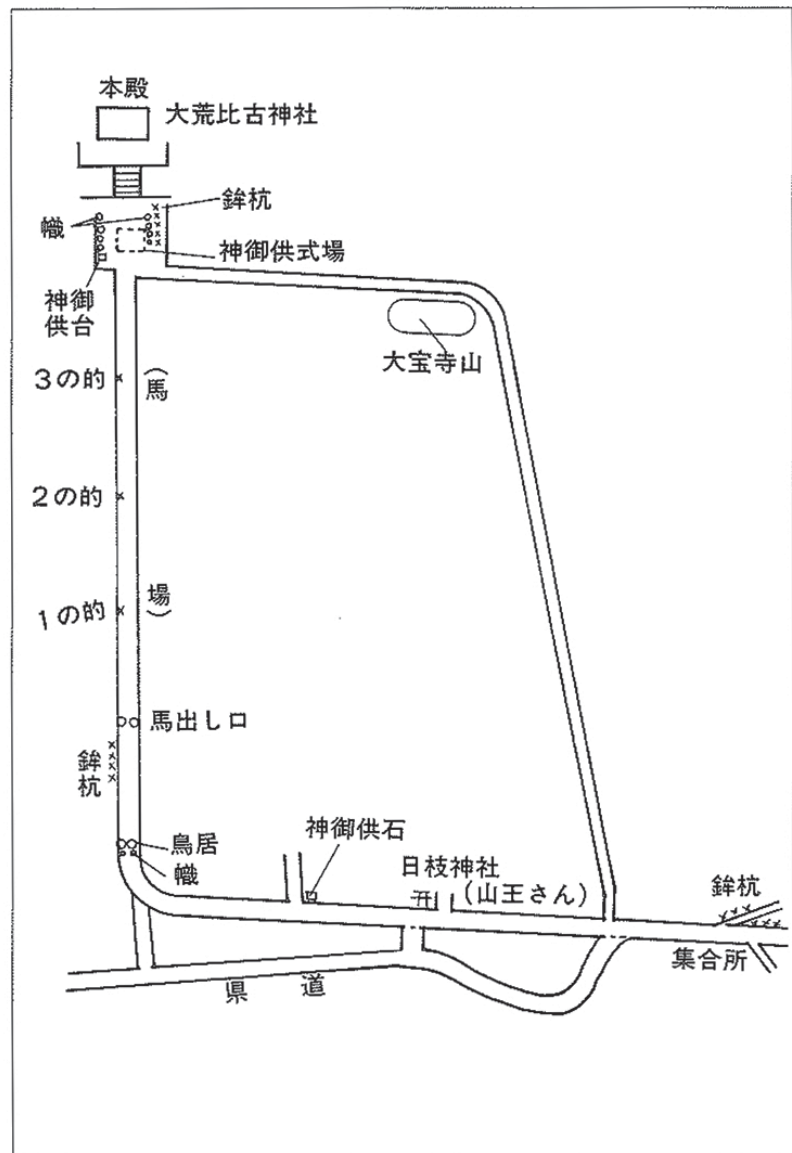 本殿
大荒比古神社
鉾杭
幟
神御供式場
神御
供台
大宝寺山
3の的
(馬
2の的
1の的
場)
馬出し口
鉾
杭
鳥居
幟
神御供石
日枝神社
(山王さん)
鉾杭
集合所
県道